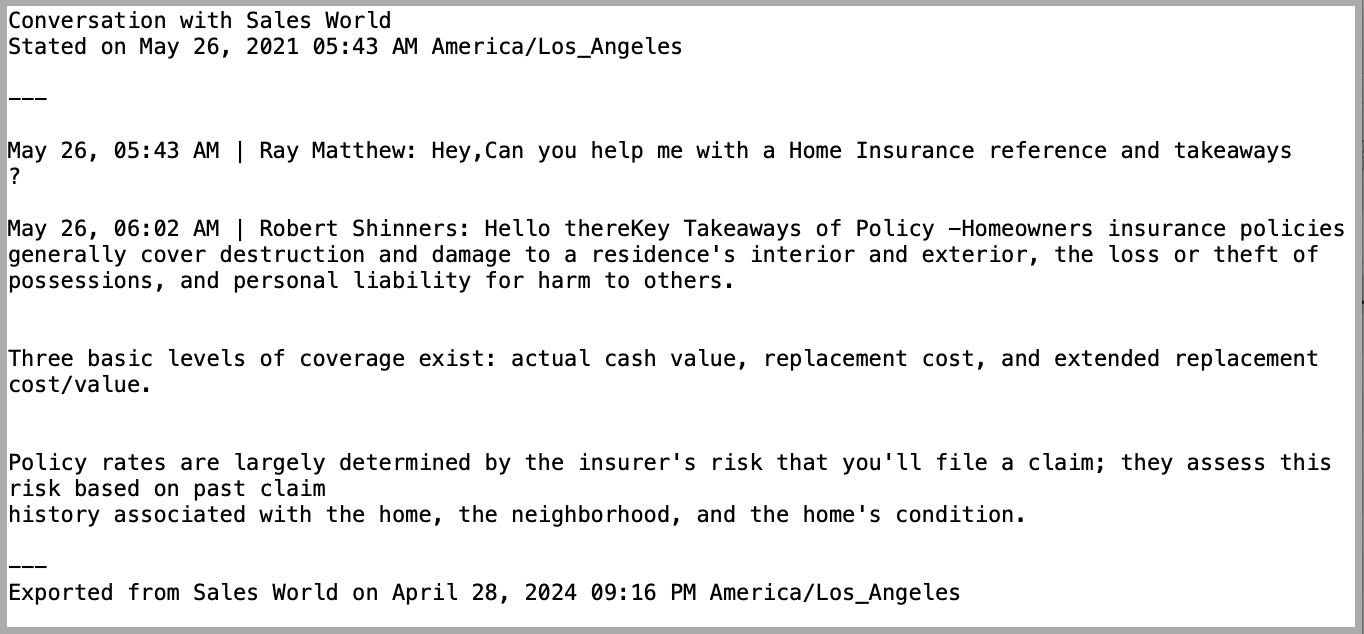 Conversation with Sales World
Stated on May 26, 2021 05:43 AM America/Los_Angeles
---
May 26, 05:43 AM | Ray Matthew: Hey,Can you help me with a Home Insurance reference and takeaways
?
May 26, 06:02 AM | Robert Shinners: Hello thereKey Takeaways of Policy –Homeowners insurance policies
generally cover destruction and damage to a residence's interior and exterior, the loss or theft of
possessions, and personal liability for harm to others.
Three basic levels of coverage exist: actual cash value, replacement cost, and extended replacement
cost/value.
Policy rates are largely determined by the insurer's risk that you'll file a claim; they assess this
risk based on past claim
history associated with the home, the neighborhood, and the home's condition.
---
Exported from Sales World on April 28, 2024 09:16 PM America/Los_Angeles